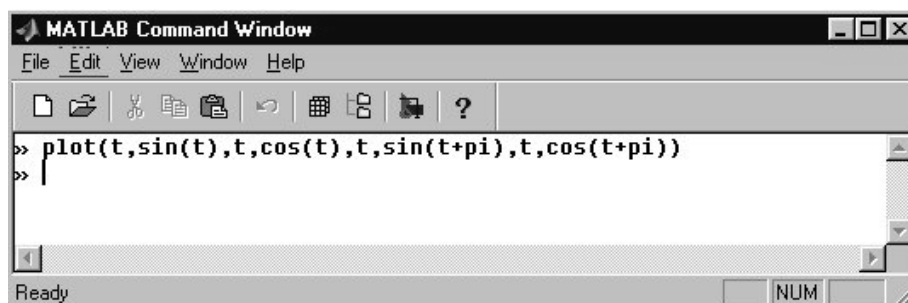 MATLAB Command Window
File Edit View Window Help
?
» plot(t,sin(t),t,cos(t),t,sin(t+pi),t,cos(t+pi))
»
Ready NUM